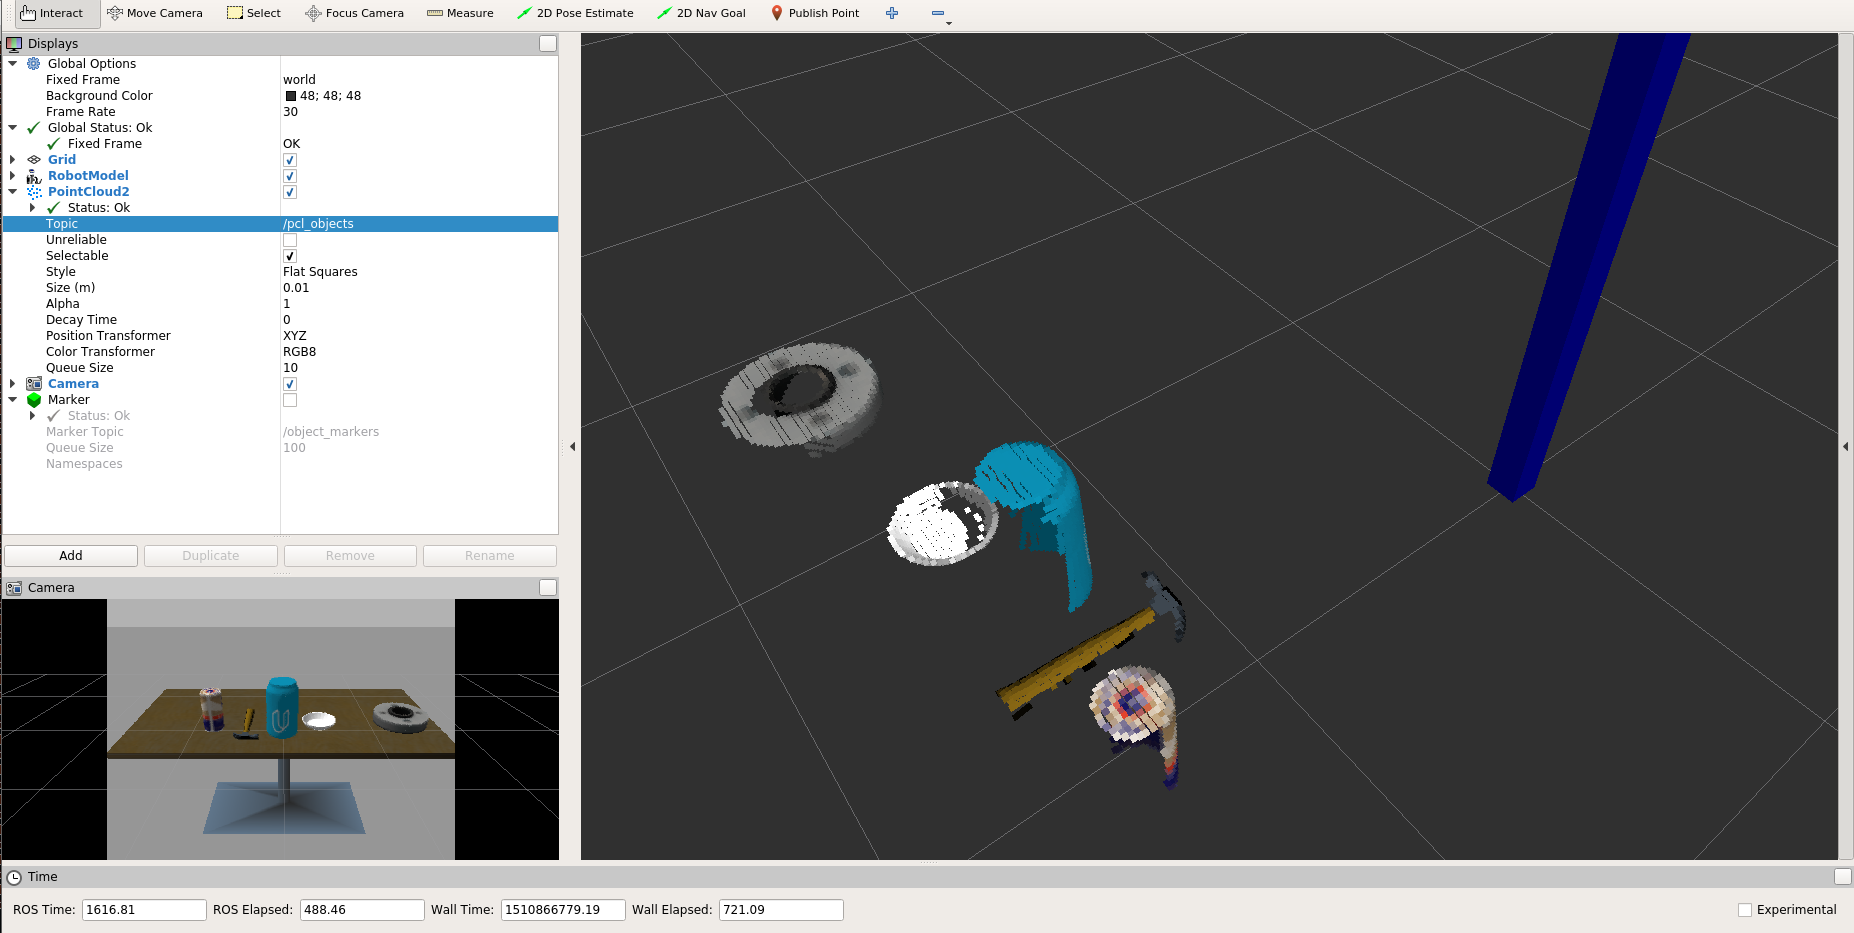 Interact Move Camera Select Focus Camera Measure 2D Pose Estimate 2D Nav Goal Publish Point
Displays
Global Options
Fixed Frame world
Background Color 48; 48; 48
Frame Rate 30
Global Status: Ok
Fixed Frame OK
Grid
RobotModel
PointCloud2
Status: Ok
Topic /pcl_objects
Unreliable
Selectable
Style Flat Squares
Size (m) 0.01
Alpha 1
Decay Time 0
Position Transformer XYZ
Color Transformer RGB8
Queue Size 10
Camera
Marker
Status: Ok
Marker Topic /object_markers
Queue Size 100
Namespaces
Add Duplicate Remove Rename
Camera
Time
ROS Time: 1616.81 ROS Elapsed: 488.46 Wall Time: 1510866779.19 Wall Elapsed: 721.09 Experimental